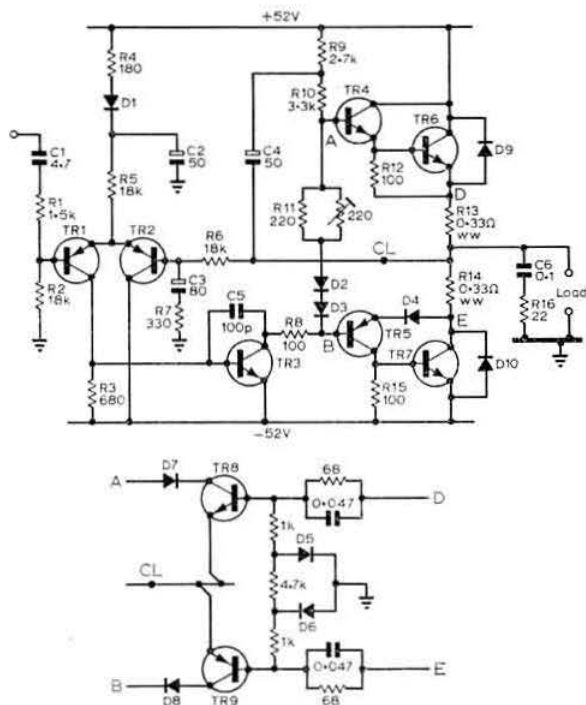 +52V
R4
180
D1
R9
2·7k
R10
3·3k
TR4
TR6
D9
A
R12
100
D
C1
4·7
C2
50
C4
50
R5
18k
R11
220
220
R13
0·33Ω
ww
R1
1·5k
TR1
TR2
R6
18k
CL
C6
0·1
Load
R2
18k
C3
80
R7
330
D2
D3
R14
0·33Ω
ww
R16
22
C5
100p
R8
100
B
D4
E
TR5
TR7
D10
TR3
R3
680
R15
100
-52V
A
D7
TR8
68
0·047
D
1k
D5
CL
4·7k
D6
1k
0·047
B
D8
TR9
68
E